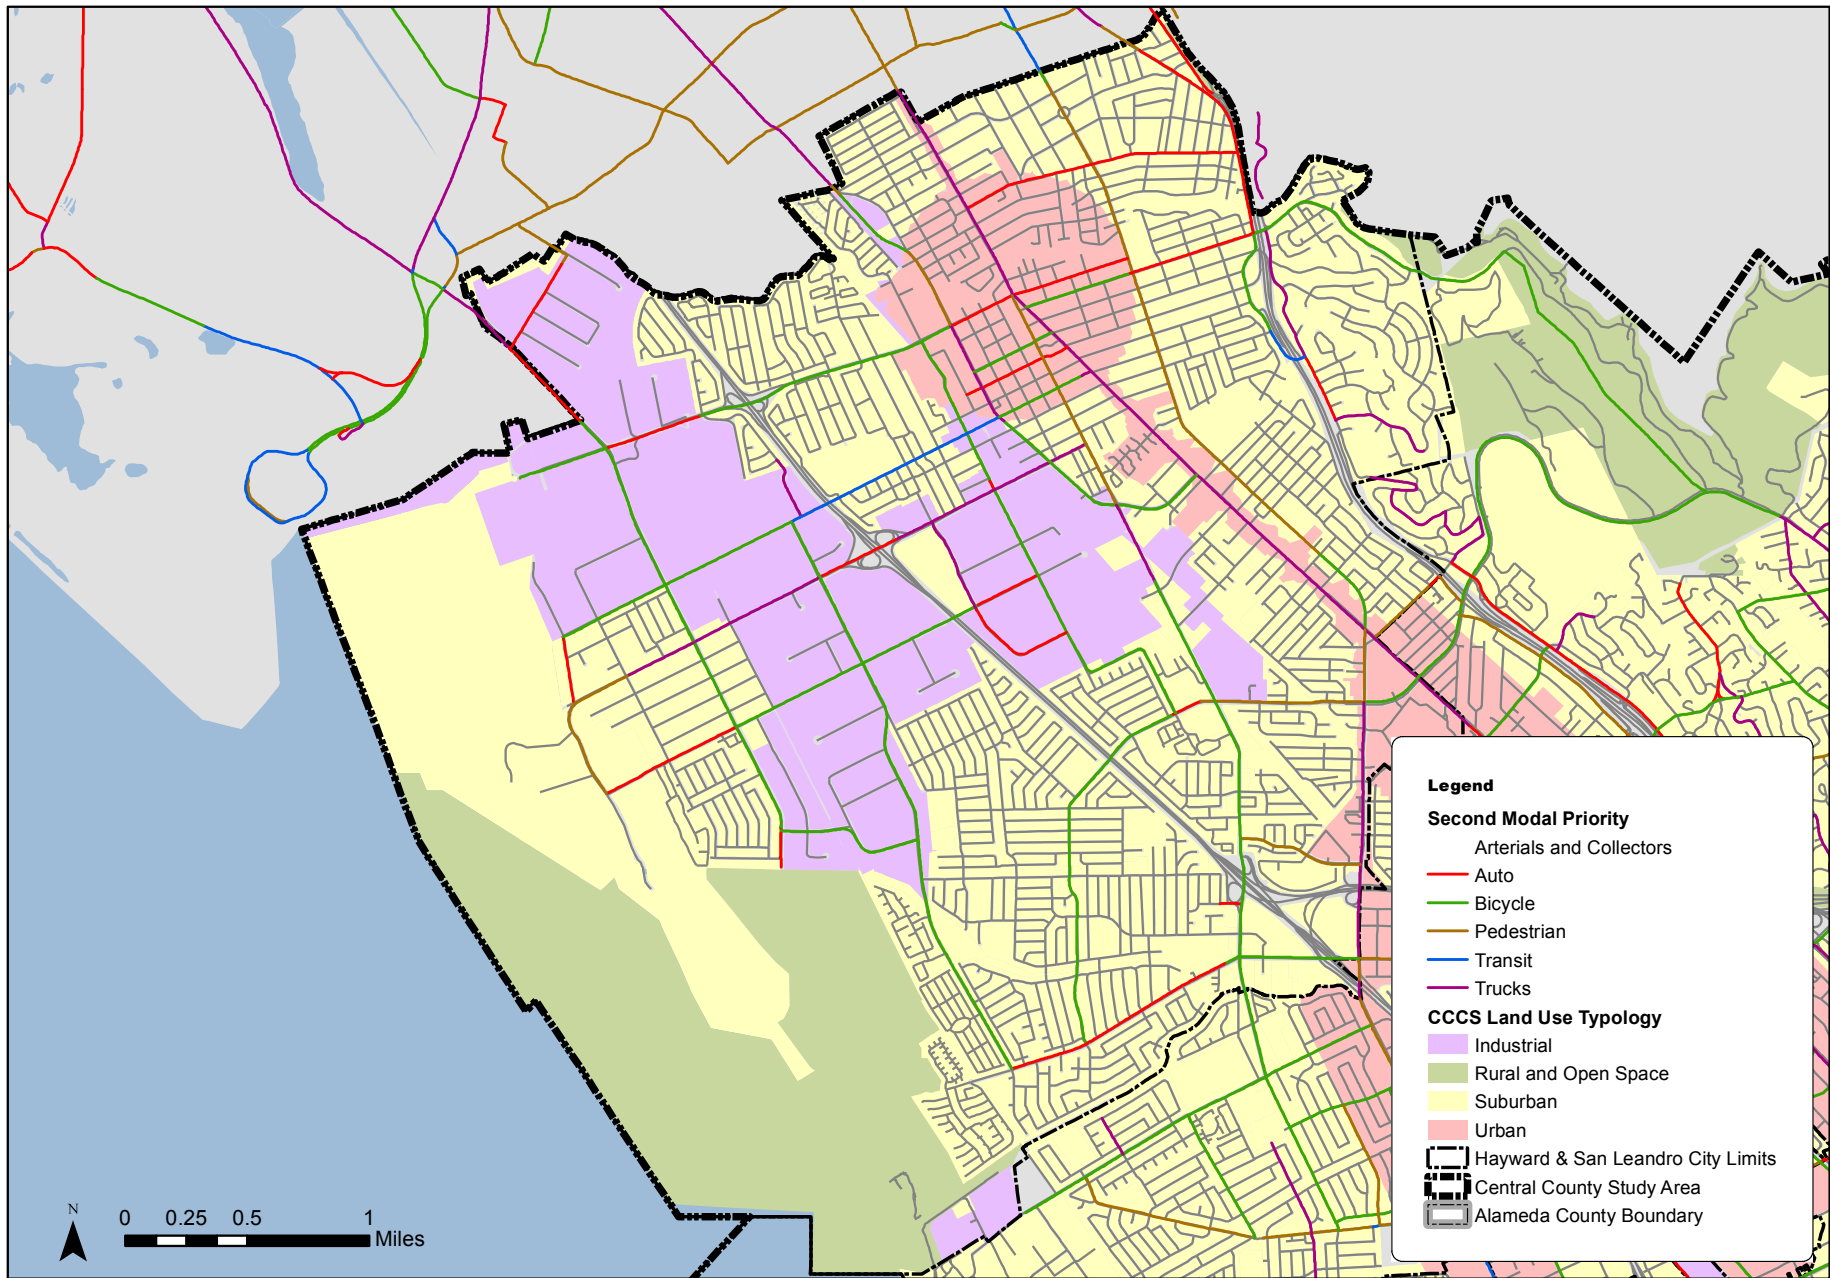 Legend
Second Modal Priority
Arterials and Collectors
Auto
Bicycle
Pedestrian
Transit
Trucks
CCCS Land Use Typology
Industrial
Rural and Open Space
Suburban
Urban
Hayward & San Leandro City Limits
Central County Study Area
Alameda County Boundary
N
0 0.25 0.5 1
Miles